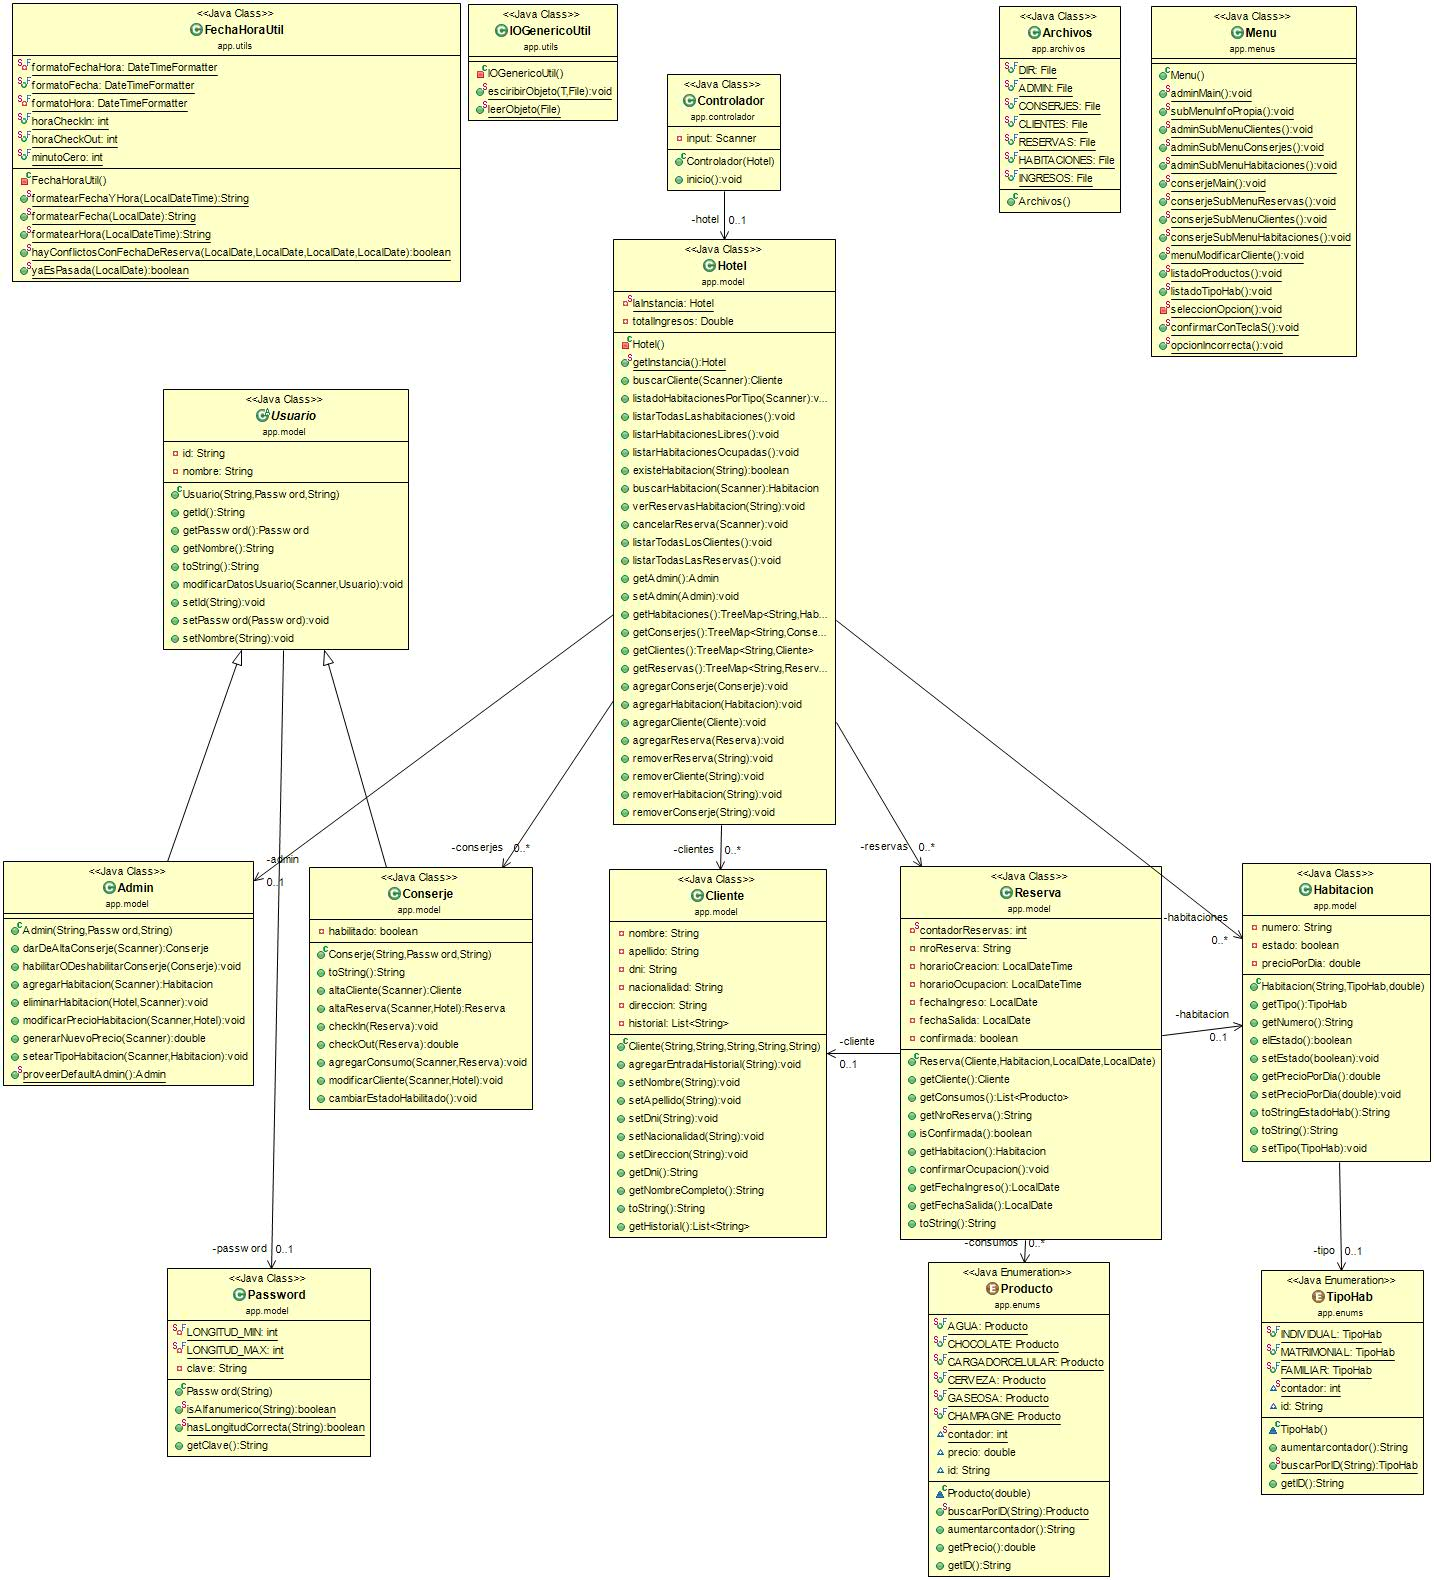 <<Java Class>>
FechaHoraUtil
app.utils
formatoFechaHora: DateTimeFormatter
formatoFecha: DateTimeFormatter
formatoHora: DateTimeFormatter
horaCheckIn: int
horaCheckOut: int
minutoCero: int
FechaHoraUtil()
formatearFechaYHora(LocalDateTime):String
formatearFecha(LocalDate):String
formatearHora(LocalDateTime):String
hayConflictosConFechaDeReserva(LocalDate,LocalDate,LocalDate,LocalDate):boolean
yaEsPasada(LocalDate):boolean
<<Java Class>>
IOGenericoUtil
app.utils
IOGenericoUtil()
esciribirObjeto(T,File):void
leerObjeto(File)
<<Java Class>>
Controlador
app.controlador
input: Scanner
Controlador(Hotel)
inicio():void
<<Java Class>>
Archivos
app.archivos
DIR: File
ADMIN: File
CONSERJES: File
CLIENTES: File
RESERVAS: File
HABITACIONES: File
INGRESOS: File
Archivos()
<<Java Class>>
Menu
app.menus
Menu()
adminMain():void
subMenuInfoPropia():void
adminSubMenuClientes():void
adminSubMenuConserjes():void
adminSubMenuHabitaciones():void
conserjeMain():void
conserjeSubMenuReservas():void
conserjeSubMenuClientes():void
conserjeSubMenuHabitaciones():void
menuModificarCliente():void
listadoProductos():void
listadoTipoHab():void
seleccionOpcion():void
confirmarConTeclaS():void
opcionIncorrecta():void
-hotel 0..1
<<Java Class>>
Hotel
app.model
laInstancia: Hotel
totalIngresos: Double
Hotel()
getInstancia():Hotel
buscarCliente(Scanner):Cliente
listadoHabitacionesPorTipo(Scanner):v...
listarTodasLashabitaciones():void
listarHabitacionesLibres():void
listarHabitacionesOcupadas():void
existeHabitacion(String):boolean
buscarHabitacion(Scanner):Habitacion
verReservasHabitacion(String):void
cancelarReserva(Scanner):void
listarTodasLosClientes():void
listarTodasLasReservas():void
getAdmin():Admin
setAdmin(Admin):void
getHabitaciones():TreeMap<String,Hab...
getConserjes():TreeMap<String,Conse...
getClientes():TreeMap<String,Cliente>
getReservas():TreeMap<String,Reserv...
agregarConserje(Conserje):void
agregarHabitacion(Habitacion):void
agregarCliente(Cliente):void
agregarReserva(Reserva):void
removerReserva(String):void
removerCliente(String):void
removerHabitacion(String):void
removerConserje(String):void
<<Java Class>>
Usuario
app.model
id: String
nombre: String
Usuario(String,Password,String)
getId():String
getPassword():Password
getNombre():String
toString():String
modificarDatosUsuario(Scanner,Usuario):void
setId(String):void
setPassword(Password):void
setNombre(String):void
-admin
0..1
-conserjes 0..*
-clientes 0..*
-reservas 0..*
-habitaciones
0..*
<<Java Class>>
Admin
app.model
Admin(String,Password,String)
darDeAltaConserje(Scanner):Conserje
habilitarODeshabilitarConserje(Conserje):void
agregarHabitacion(Scanner):Habitacion
eliminarHabitacion(Hotel,Scanner):void
modificarPrecioHabitacion(Scanner,Hotel):void
generarNuevoPrecio(Scanner):double
setearTipoHabitacion(Scanner,Habitacion):void
proveerDefaultAdmin():Admin
<<Java Class>>
Conserje
app.model
habilitado: boolean
Conserje(String,Password,String)
toString():String
altaCliente(Scanner):Cliente
altaReserva(Scanner,Hotel):Reserva
checkIn(Reserva):void
checkOut(Reserva):double
agregarConsumo(Scanner,Reserva):void
modificarCliente(Scanner,Hotel):void
cambiarEstadoHabilitado():void
<<Java Class>>
Cliente
app.model
nombre: String
apellido: String
dni: String
nacionalidad: String
direccion: String
historial: List<String>
Cliente(String,String,String,String,String)
agregarEntradaHistorial(String):void
setNombre(String):void
setApellido(String):void
setDni(String):void
setNacionalidad(String):void
setDireccion(String):void
getDni():String
getNombreCompleto():String
toString():String
getHistorial():List<String>
-cliente
0..1
<<Java Class>>
Reserva
app.model
contadorReservas: int
nroReserva: String
horarioCreacion: LocalDateTime
horarioOcupacion: LocalDateTime
fechaIngreso: LocalDate
fechaSalida: LocalDate
confirmada: boolean
Reserva(Cliente,Habitacion,LocalDate,LocalDate)
getCliente():Cliente
getConsumos():List<Producto>
getNroReserva():String
isConfirmada():boolean
getHabitacion():Habitacion
confirmarOcupacion():void
getFechaIngreso():LocalDate
getFechaSalida():LocalDate
toString():String
-habitacion
0..1
<<Java Class>>
Habitacion
app.model
numero: String
estado: boolean
precioPorDia: double
Habitacion(String,TipoHab,double)
getTipo():TipoHab
getNumero():String
elEstado():boolean
setEstado(boolean):void
getPrecioPorDia():double
setPrecioPorDia(double):void
toStringEstadoHab():String
toString():String
setTipo(TipoHab):void
-password 0..1
<<Java Class>>
Password
app.model
LONGITUD_MIN: int
LONGITUD_MAX: int
clave: String
Password(String)
isAlfanumerico(String):boolean
hasLongitudCorrecta(String):boolean
getClave():String
-consumos 0..*
<<Java Enumeration>>
Producto
app.enums
AGUA: Producto
CHOCOLATE: Producto
CARGADORCELULAR: Producto
CERVEZA: Producto
GASEOSA: Producto
CHAMPAGNE: Producto
contador: int
precio: double
id: String
Producto(double)
buscarPorID(String):Producto
aumentarcontador():String
getPrecio():double
getID():String
-tipo 0..1
<<Java Enumeration>>
TipoHab
app.enums
INDIVIDUAL: TipoHab
MATRIMONIAL: TipoHab
FAMILIAR: TipoHab
contador: int
id: String
TipoHab()
aumentarcontador():String
buscarPorID(String):TipoHab
getID():String